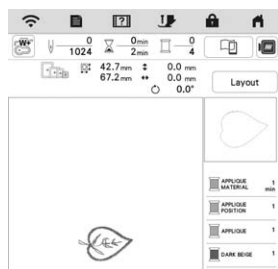 W+
0
1024
0 min
2 min
0
4
42.7 mm
67.2 mm
0.0 mm
0.0 mm
0.0°
Layout
APPLIQUE MATERIAL 1 min
APPLIQUE POSITION 1
APPLIQUE 1
DARK BEIGE 1